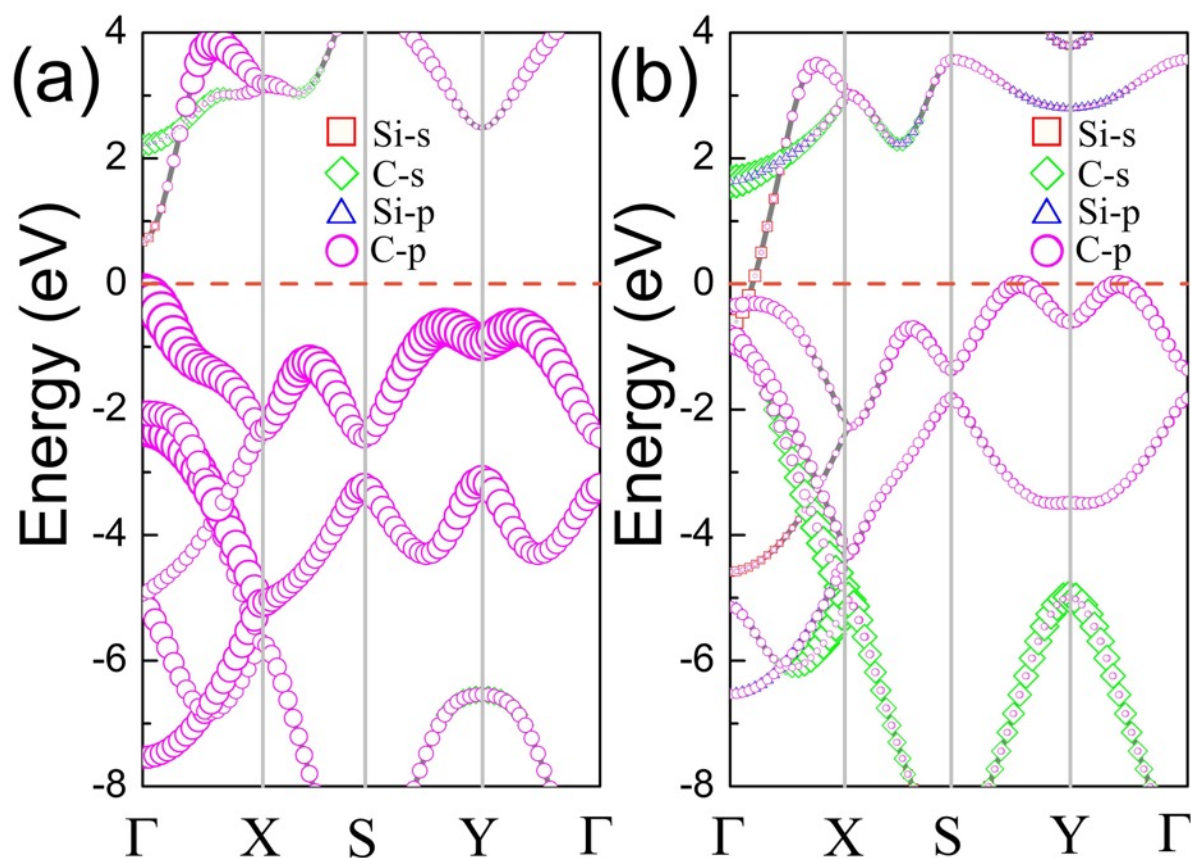 (a)
Energy (eV)
4
2
0
-2
-4
-6
-8
Si-s
C-s
Si-p
C-p
Γ X S Y Γ
(b)
Energy (eV)
4
2
0
-2
-4
-6
-8
Si-s
C-s
Si-p
C-p
Γ X S Y Γ